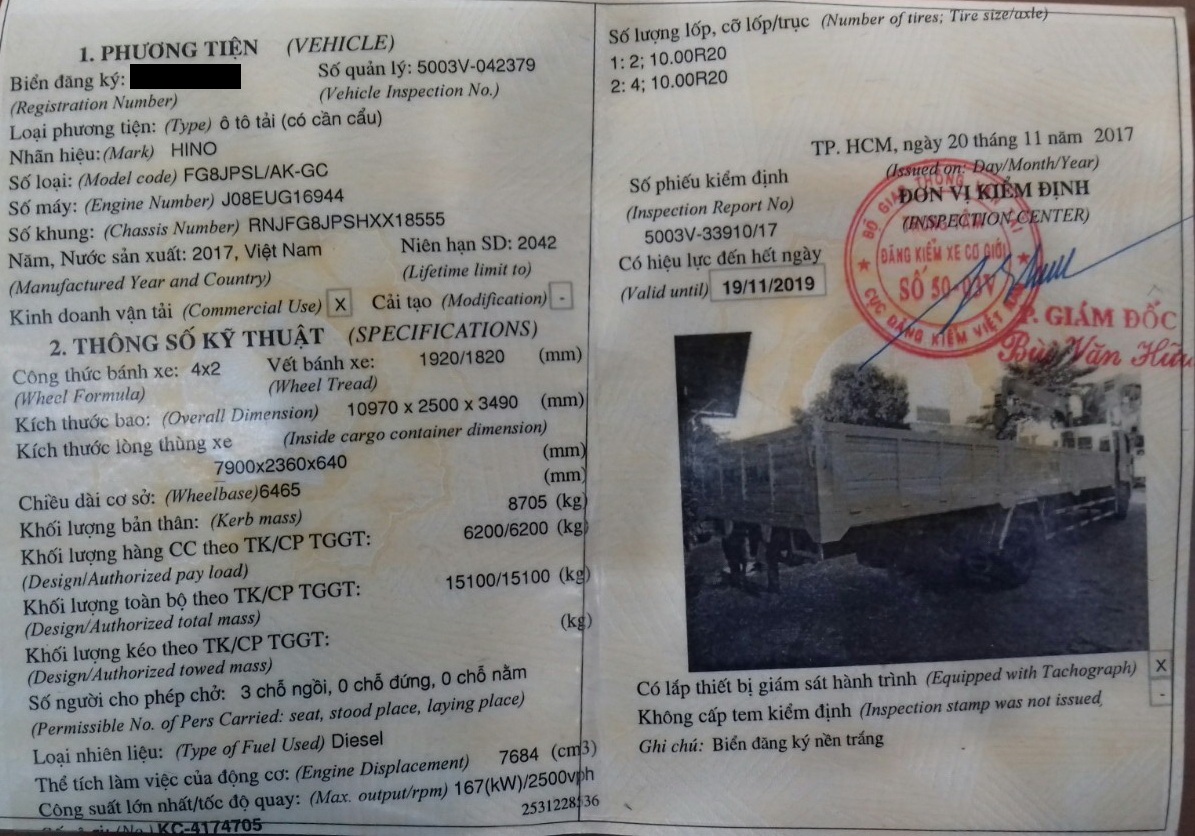 1. PHƯƠNG TIỆN (VEHICLE)
Biển đăng ký:
(Registration Number)
Số quản lý: 5003V-042379
(Vehicle Inspection No.)
Loại phương tiện: (Type) ô tô tải (có cần cẩu)
Nhãn hiệu: (Mark) HINO
Số loại: (Model code) FG8JPSL/AK-GC
Số máy: (Engine Number) J08EUG16944
Số khung: (Chassis Number) RNJFG8JPSHXX18555
Năm, Nước sản xuất: 2017, Việt Nam
(Manufactured Year and Country)
Niên hạn SD: 2042
(Lifetime limit to)
Kinh doanh vận tải (Commercial Use) X Cải tạo (Modification) -
2. THÔNG SỐ KỸ THUẬT (SPECIFICATIONS)
Công thức bánh xe: 4x2
(Wheel Formula)
Vết bánh xe: 1920/1820 (mm)
(Wheel Tread)
Kích thước bao: (Overall Dimension) 10970 x 2500 x 3490 (mm)
Kích thước lòng thùng xe (Inside cargo container dimension)
7900x2360x640 (mm)
Chiều dài cơ sở: (Wheelbase) 6465 (mm)
Khối lượng bản thân: (Kerb mass) 8705 (kg)
Khối lượng hàng CC theo TK/CP TGGT: 6200/6200 (kg)
(Design/Authorized pay load)
Khối lượng toàn bộ theo TK/CP TGGT: 15100/15100 (kg)
(Design/Authorized total mass)
Khối lượng kéo theo TK/CP TGGT: (kg)
(Design/Authorized towed mass)
Số người cho phép chở: 3 chỗ ngồi, 0 chỗ đứng, 0 chỗ nằm
(Permissible No. of Pers Carried: seat, stood place, laying place)
Loại nhiên liệu: (Type of Fuel Used) Diesel
Thể tích làm việc của động cơ: (Engine Displacement) 7684 (cm3)
Công suất lớn nhất/tốc độ quay: (Max. output/rpm) 167(kW)/2500vph
2531228536
KC-4174705
Số lượng lốp, cỡ lốp/trục (Number of tires; Tire size/axle)
1: 2; 10.00R20
2: 4; 10.00R20
TP. HCM, ngày 20 tháng 11 năm 2017
(Issued on: Day/Month/Year)
Số phiếu kiểm định
(Inspection Report No)
5003V-33910/17
ĐƠN VỊ KIỂM ĐỊNH
(INSPECTION CENTER)
Có hiệu lực đến hết ngày
(Valid until) 19/11/2019
ĐĂNG KIỂM XE CƠ GIỚI
SỐ 50-03V
CỤC ĐĂNG KIỂM VIỆT NAM
P. GIÁM ĐỐC
Bùi Văn Hữu
Có lắp thiết bị giám sát hành trình (Equipped with Tachograph) X
Không cấp tem kiểm định (Inspection stamp was not issued) -
Ghi chú: Biển đăng ký nền trắng